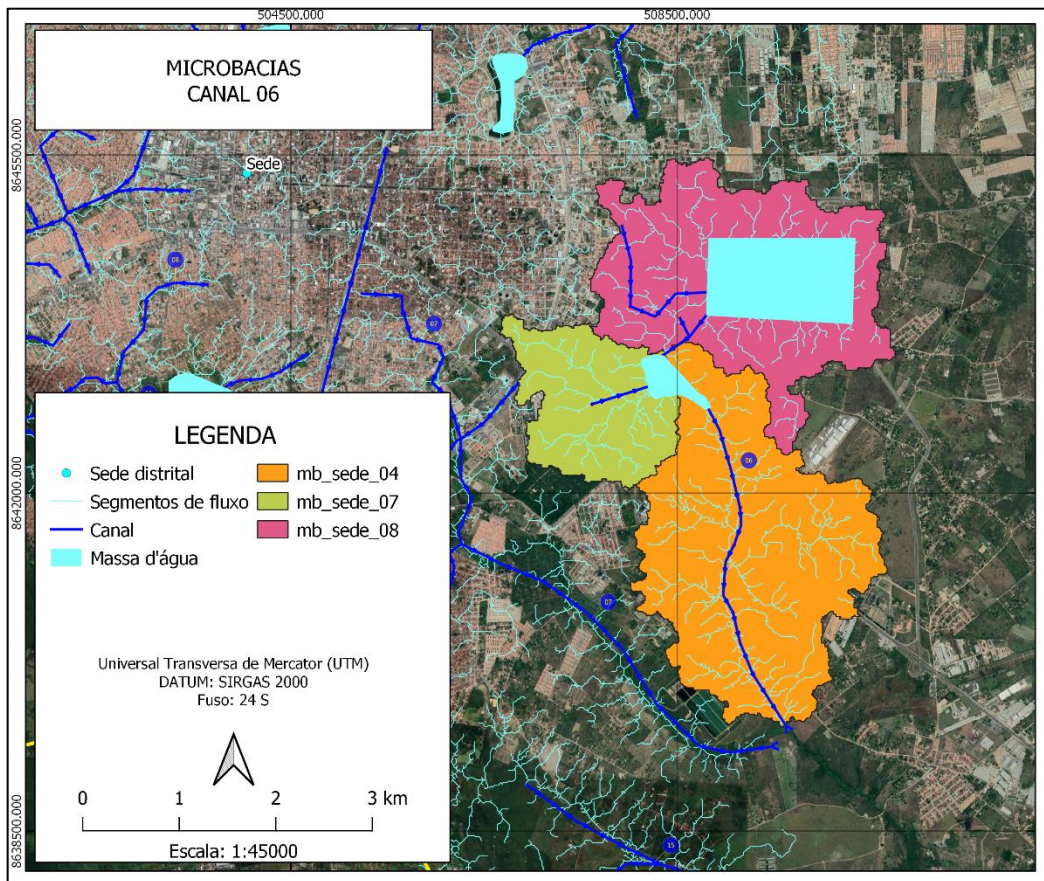 504500.000
508500.000
MICROBACIAS
CANAL 06
8645500.000
Sede
08
07
LEGENDA
Sede distrital
Segmentos de fluxo
Canal
Massa d'água
mb_sede_04
mb_sede_07
mb_sede_08
8642000.000
06
07
Universal Transversa de Mercator (UTM)
DATUM: SIRGAS 2000
Fuso: 24 S
0 1 2 3 km
Escala: 1:45000
8638500.000
15